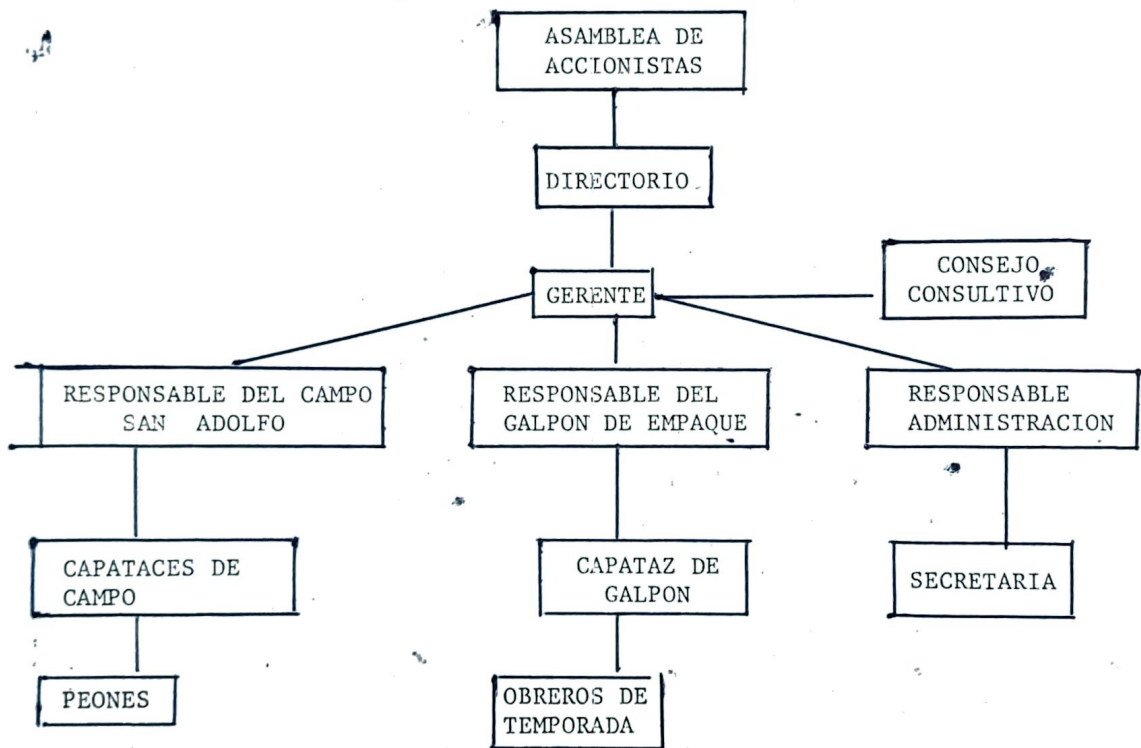 ASAMBLEA DE
ACCIONISTAS
DIRECTORIO
GERENTE
CONSEJO
CONSULTIVO
RESPONSABLE DEL CAMPO
SAN ADOLFO
RESPONSABLE DEL
GALPON DE EMPAQUE
RESPONSABLE
ADMINISTRACION
CAPATACES DE
CAMPO
CAPATAZ DE
GALPON
SECRETARIA
PEONES
OBREROS DE
TEMPORADA